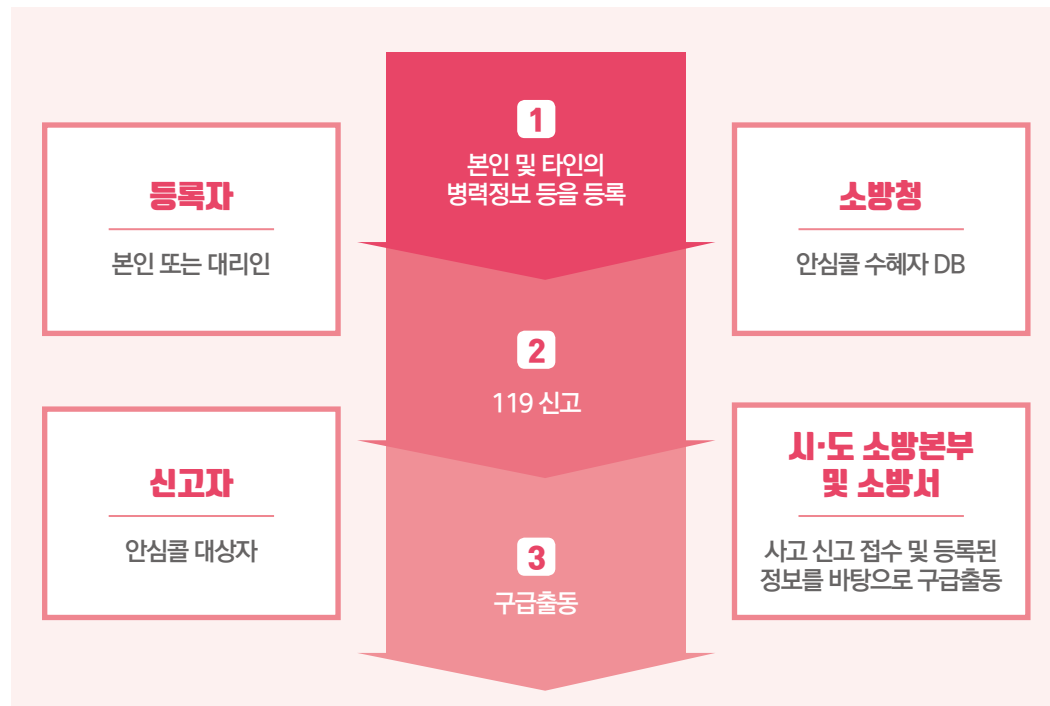 1
본인 및 타인의
병력정보 등을 등록
등록자
본인 또는 대리인
소방청
안심콜 수혜자 DB
2
119 신고
신고자
안심콜 대상자
시·도 소방본부
및 소방서
사고 신고 접수 및 등록된
정보를 바탕으로 구급출동
3
구급출동